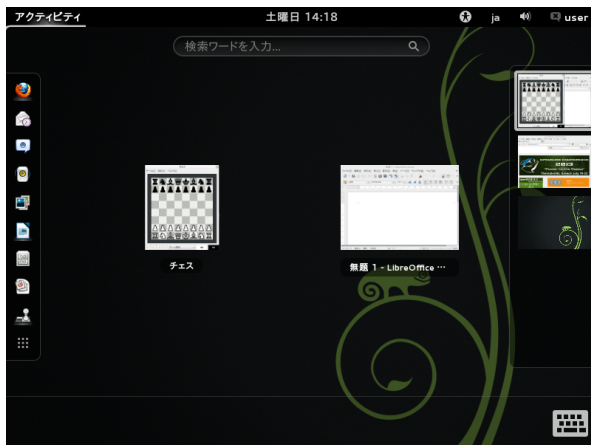 アクティビティ
土曜日 14:18
ja
user
検索ワードを入力...
チェス
無題 1 - LibreOffice ...